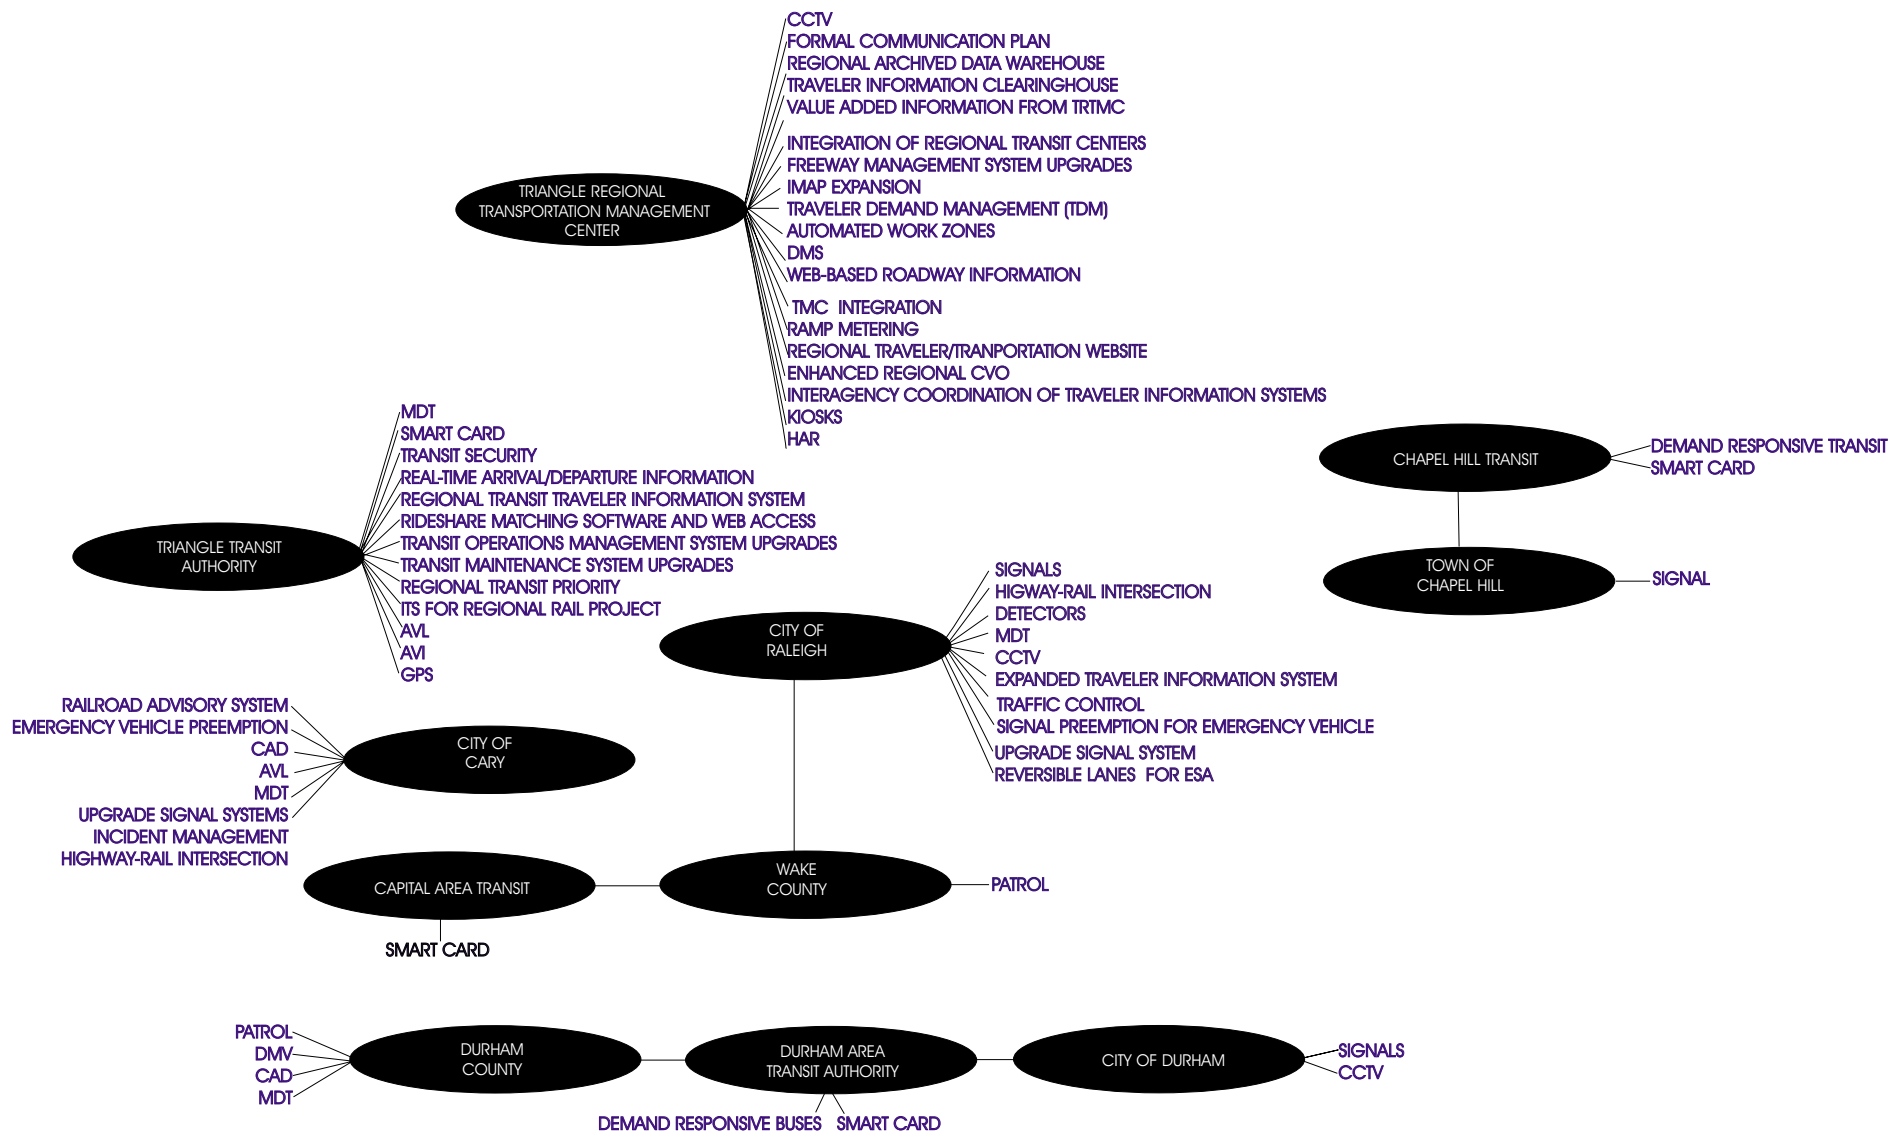 CCTV
FORMAL COMMUNICATION PLAN
REGIONAL ARCHIVED DATA WAREHOUSE
TRAVELER INFORMATION CLEARINGHOUSE
VALUE ADDED INFORMATION FROM TRTMC
INTEGRATION OF REGIONAL TRANSIT CENTERS
FREEWAY MANAGEMENT SYSTEM UPGRADES
IMAP EXPANSION
TRAVELER DEMAND MANAGEMENT (TDM)
AUTOMATED WORK ZONES
DMS
WEB-BASED ROADWAY INFORMATION
TMC INTEGRATION
RAMP METERING
REGIONAL TRAVELER/TRANPORTATION WEBSITE
ENHANCED REGIONAL CVO
INTERAGENCY COORDINATION OF TRAVELER INFORMATION SYSTEMS
KIOSKS
HAR
TRIANGLE REGIONAL
TRANSPORTATION MANAGEMENT
CENTER
MDT
SMART CARD
TRANSIT SECURITY
REAL-TIME ARRIVAL/DEPARTURE INFORMATION
REGIONAL TRANSIT TRAVELER INFORMATION SYSTEM
RIDESHARE MATCHING SOFTWARE AND WEB ACCESS
TRANSIT OPERATIONS MANAGEMENT SYSTEM UPGRADES
TRANSIT MAINTENANCE SYSTEM UPGRADES
REGIONAL TRANSIT PRIORITY
ITS FOR REGIONAL RAIL PROJECT
AVL
AVI
GPS
TRIANGLE TRANSIT
AUTHORITY
CHAPEL HILL TRANSIT
DEMAND RESPONSIVE TRANSIT
SMART CARD
TOWN OF
CHAPEL HILL
SIGNAL
CITY OF
RALEIGH
SIGNALS
HIGWAY-RAIL INTERSECTION
DETECTORS
MDT
CCTV
EXPANDED TRAVELER INFORMATION SYSTEM
TRAFFIC CONTROL
SIGNAL PREEMPTION FOR EMERGENCY VEHICLE
UPGRADE SIGNAL SYSTEM
REVERSIBLE LANES FOR ESA
RAILROAD ADVISORY SYSTEM
EMERGENCY VEHICLE PREEMPTION
CAD
AVL
MDT
UPGRADE SIGNAL SYSTEMS
INCIDENT MANAGEMENT
HIGHWAY-RAIL INTERSECTION
CITY OF
CARY
CAPITAL AREA TRANSIT
SMART CARD
WAKE
COUNTY
PATROL
PATROL
DMV
CAD
MDT
DURHAM
COUNTY
DURHAM AREA
TRANSIT AUTHORITY
DEMAND RESPONSIVE BUSES
SMART CARD
CITY OF DURHAM
SIGNALS
CCTV